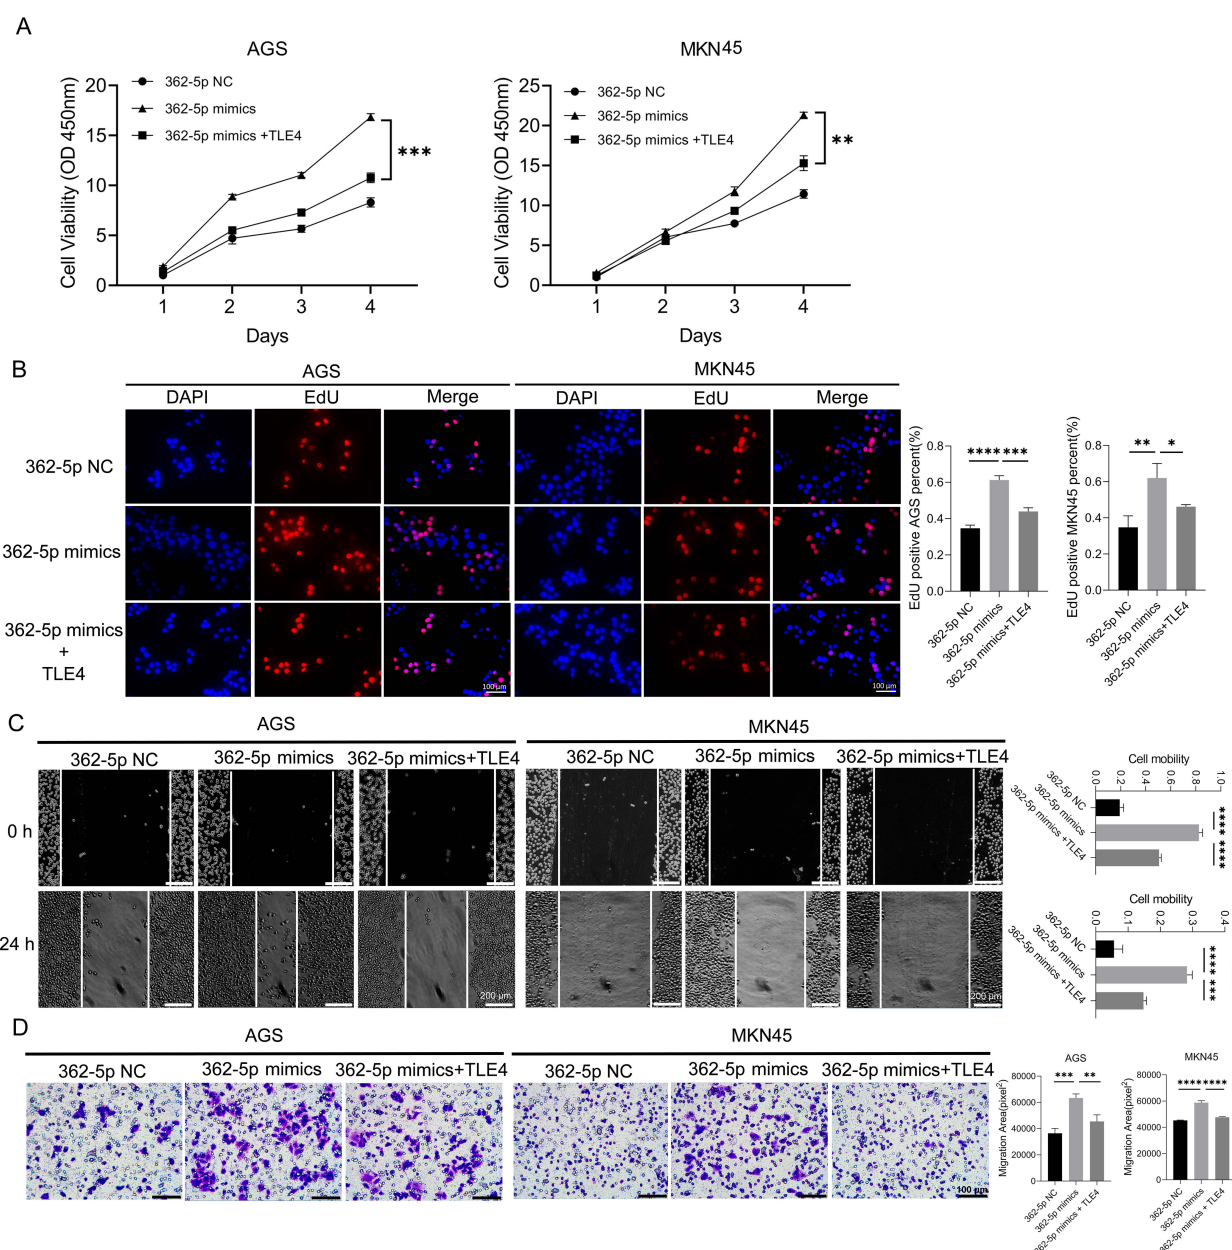 A
AGS
Cell Viability (OD 450nm)
20
15
10
5
0
362-5p NC
362-5p mimics
362-5p mimics +TLE4
***
1 2 3 4
Days
MKN45
Cell Viability (OD 450nm)
25
20
15
10
5
0
362-5p NC
362-5p mimics
362-5p mimics +TLE4
**
1 2 3 4
Days
B
AGS MKN45
DAPI EdU Merge DAPI EdU Merge
362-5p NC
362-5p mimics
362-5p mimics
+
TLE4
100 μm 100 μm
EdU positive AGS percent(%)
0.8
0.6
0.4
0.2
0.0
**** ***
362-5p NC
362-5p mimics
362-5p mimics+TLE4
EdU positive MKN45 percent(%)
0.8
0.6
0.4
0.2
0.0
** *
362-5p NC
362-5p mimics
362-5p mimics+TLE4
C
AGS MKN45
362-5p NC 362-5p mimics 362-5p mimics+TLE4 362-5p NC 362-5p mimics 362-5p mimics+TLE4
0 h
24 h
200 μm 200 μm
Cell mobility
0.0 0.2 0.4 0.6 0.8 1.0
362-5p NC
362-5p mimics
362-5p mimics +TLE4
**** ****
Cell mobility
0.0 0.1 0.2 0.3 0.4
362-5p NC
362-5p mimics
362-5p mimics +TLE4
**** ***
D
AGS MKN45
362-5p NC 362-5p mimics 362-5p mimics+TLE4 362-5p NC 362-5p mimics 362-5p mimics+TLE4
100 μm
AGS
Migration Area(pixel²)
80000
60000
40000
20000
0
*** **
362-5p NC
362-5p mimics
362-5p mimics + TLE4
MKN45
Migration Area(pixel²)
80000
60000
40000
20000
0
**** ****
362-5p NC
362-5p mimics
362-5p mimics + TLE4